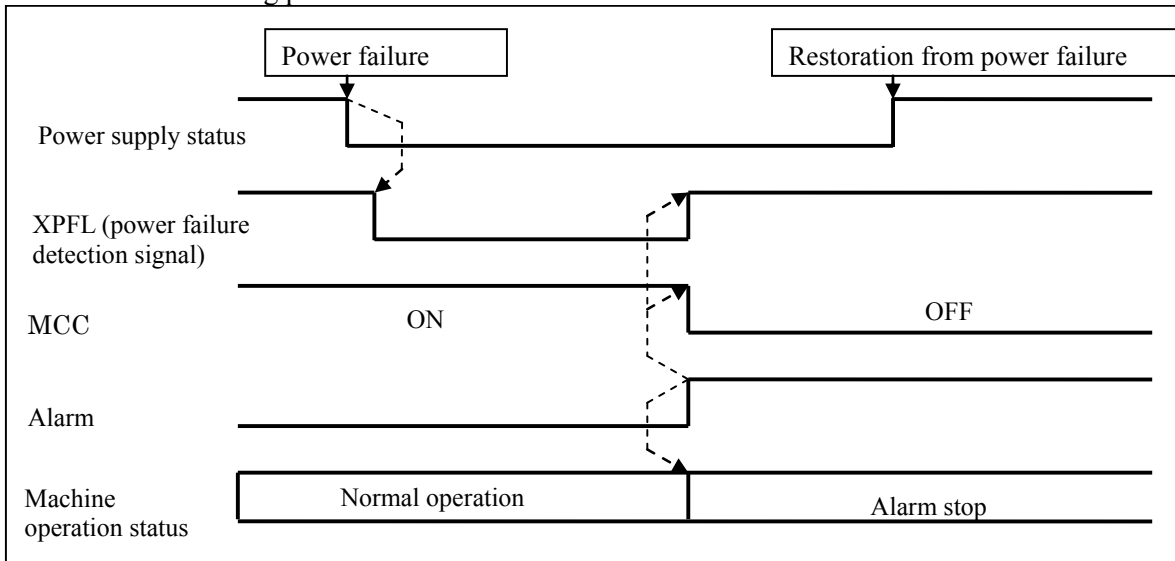 Power failure
Restoration from power failure
Power supply status
XPFL (power failure
detection signal)
MCC
ON
OFF
Alarm
Machine
operation status
Normal operation
Alarm stop